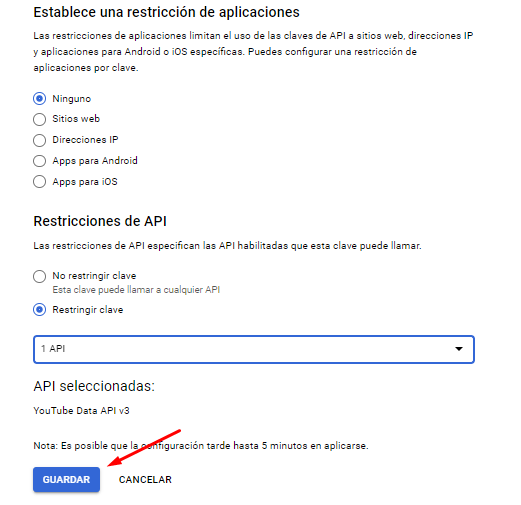 Establece una restricción de aplicaciones
Las restricciones de aplicaciones limitan el uso de las claves de API a sitios web, direcciones IP
y aplicaciones para Android o iOS específicas. Puedes configurar una restricción de
aplicaciones por clave.
Ninguno
Sitios web
Direcciones IP
Apps para Android
Apps para iOS
Restricciones de API
Las restricciones de API especifican las API habilitadas que esta clave puede llamar.
No restringir clave
Esta clave puede llamar a cualquier API
Restringir clave
1 API
API seleccionadas:
YouTube Data API v3
Nota: Es posible que la configuración tarde hasta 5 minutos en aplicarse.
GUARDAR CANCELAR